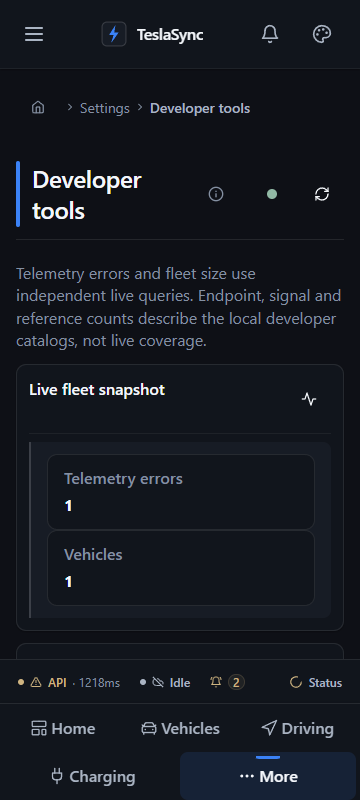 TeslaSync
Settings
Developer tools
Developer
tools
Telemetry errors and fleet size use
independent live queries. Endpoint, signal and
reference counts describe the local developer
catalogs, not live coverage.
Live fleet snapshot
Telemetry errors
1
Vehicles
1
API · 1218ms Idle 2 Status
Home Vehicles Driving
Charging More